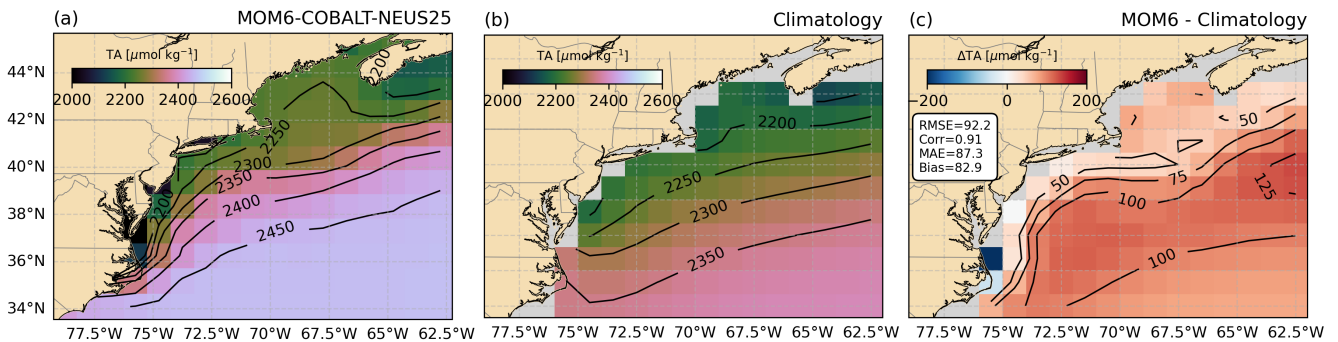 (a) MOM6-COBALT-NEUS25
TA [μmol kg⁻¹]
2000 2200 2400 2600
44°N
42°N
40°N
38°N
36°N
34°N
2200
2250
2300
2350
2200
2400
2450
77.5°W 75°W 72.5°W 70°W 67.5°W 65°W 62.5°W
(b) Climatology
TA [μmol kg⁻¹]
2000 2200 2400 2600
2200
2250
2300
2350
77.5°W 75°W 72.5°W 70°W 67.5°W 65°W 62.5°W
(c) MOM6 - Climatology
ΔTA [μmol kg⁻¹]
−200 0 200
RMSE=92.2
Corr=0.91
MAE=87.3
Bias=82.9
50
50
75
100
125
100
77.5°W 75°W 72.5°W 70°W 67.5°W 65°W 62.5°W